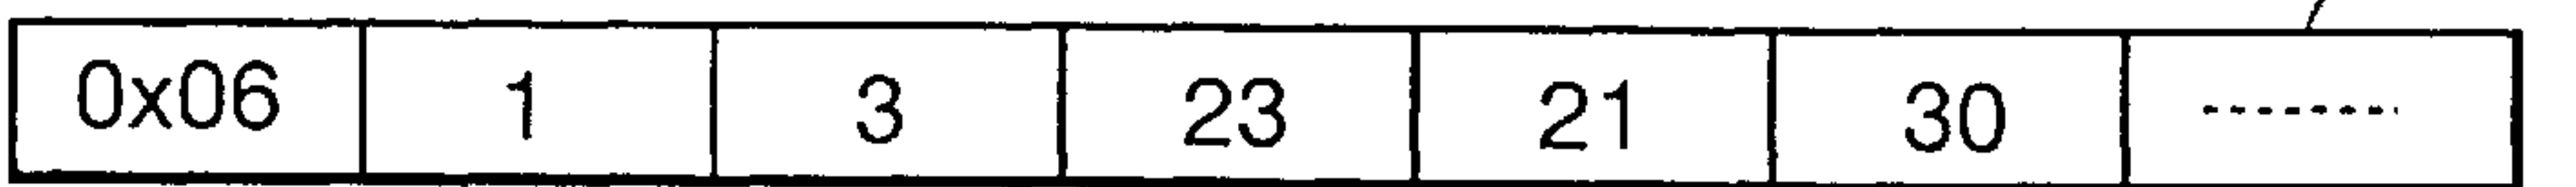 0x06 1 3 23 21 30 --------